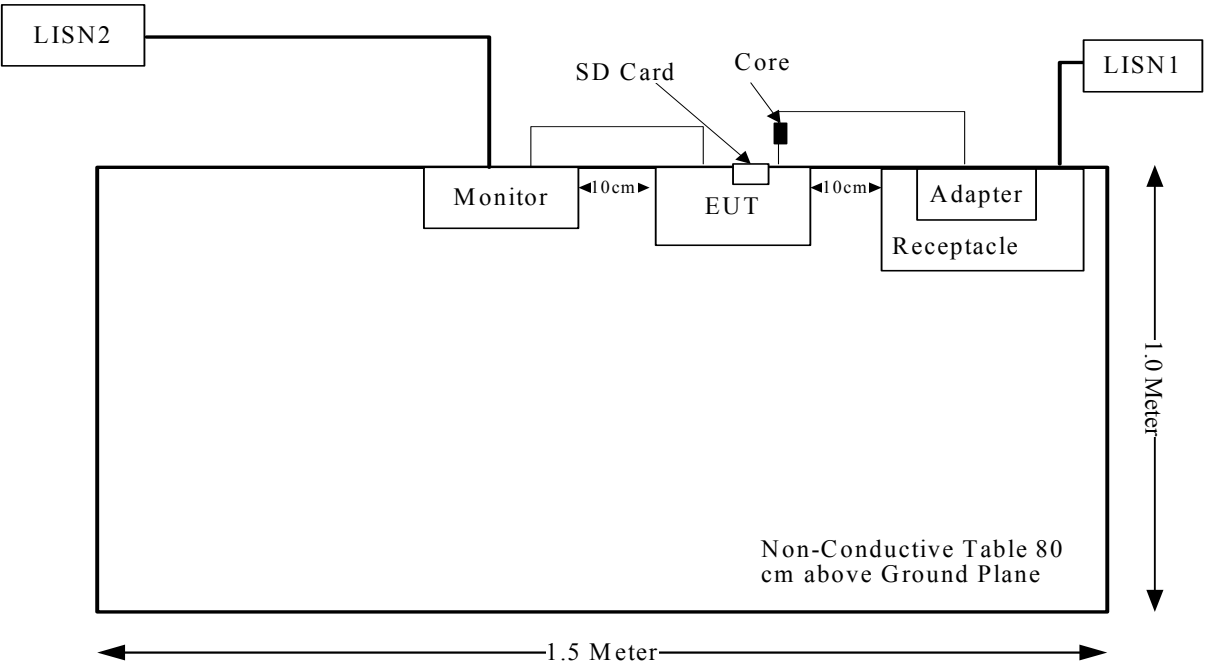 LISN2
SD Card
Core
LISN1
Monitor
10cm
EUT
10cm
Adapter
Receptacle
1.0 Meter
Non-Conductive Table 80
cm above Ground Plane
1.5 Meter